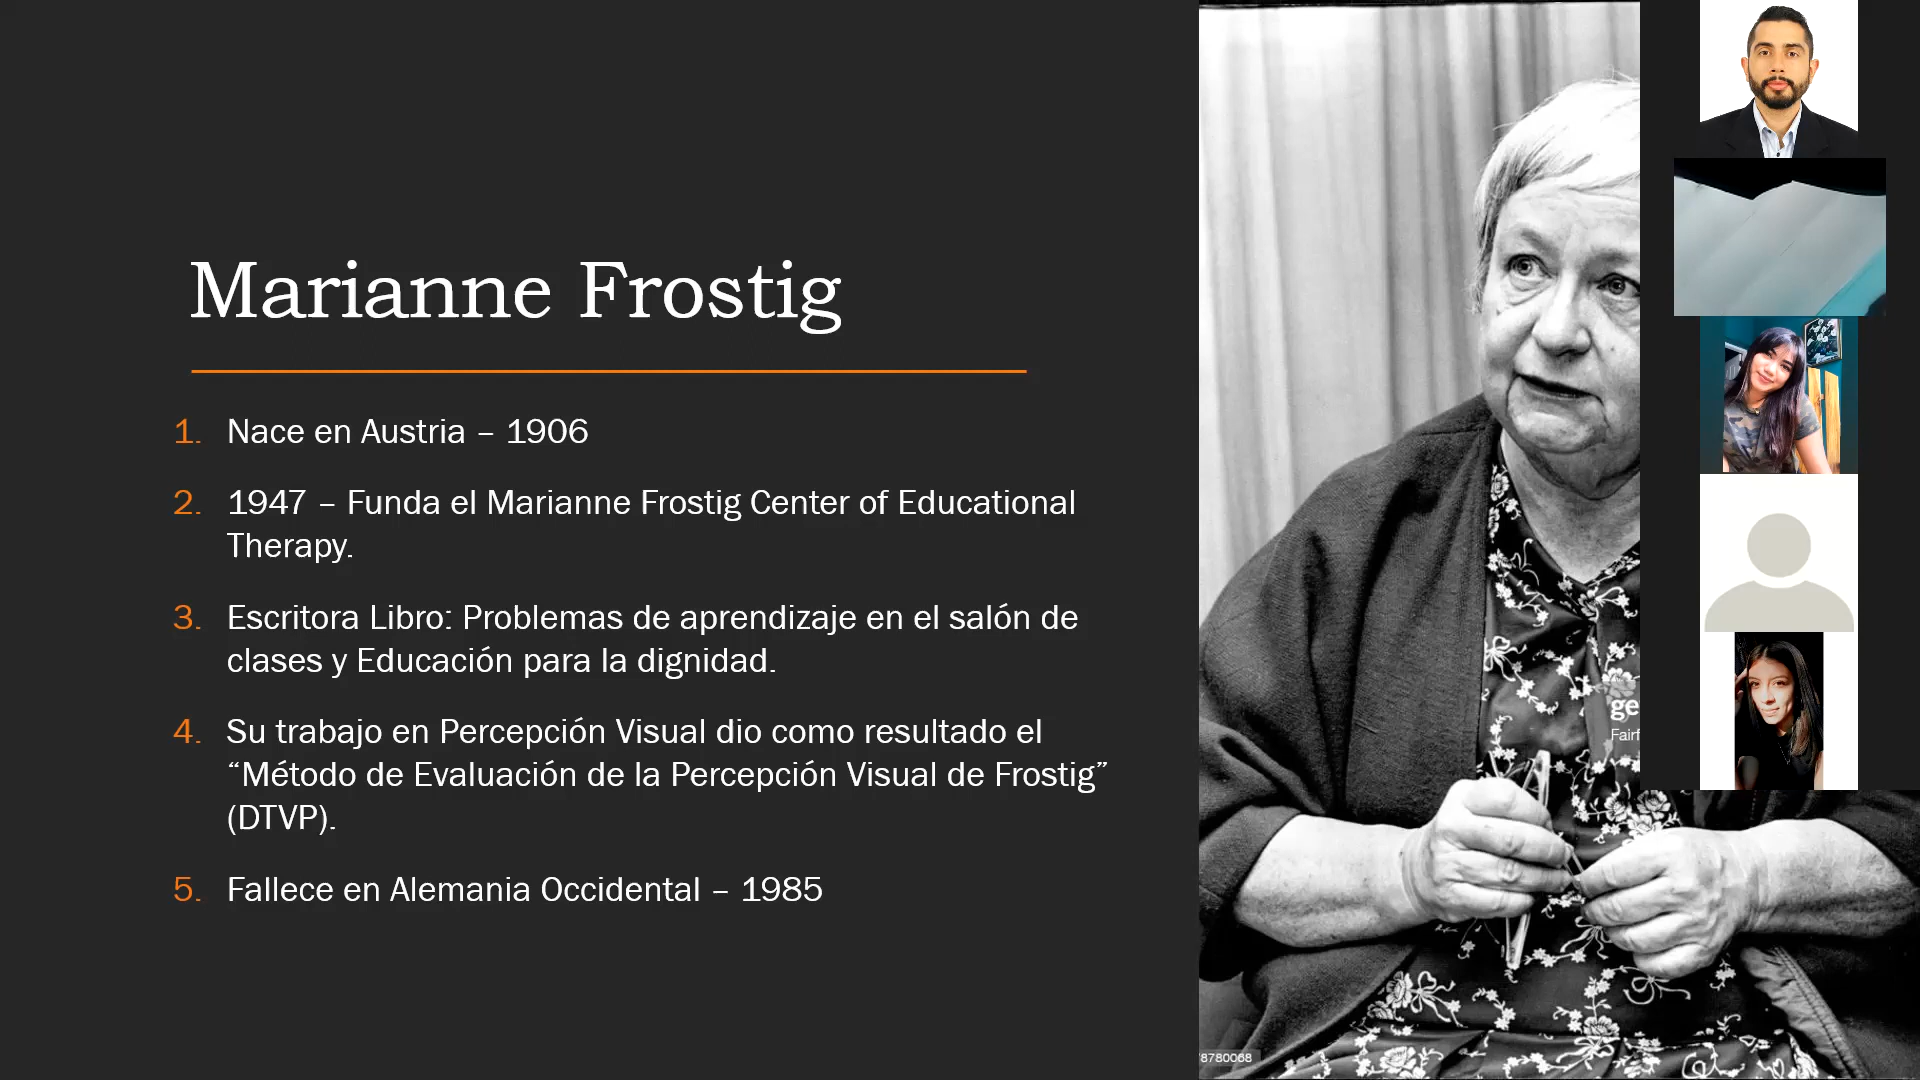 Marianne Frostig
1. Nace en Austria – 1906
2. 1947 – Funda el Marianne Frostig Center of Educational
Therapy.
3. Escritora Libro: Problemas de aprendizaje en el salón de
clases y Educación para la dignidad.
4. Su trabajo en Percepción Visual dio como resultado el
“Método de Evaluación de la Percepción Visual de Frostig”
(DTVP).
5. Fallece en Alemania Occidental – 1985
ge
Fairf
8780068